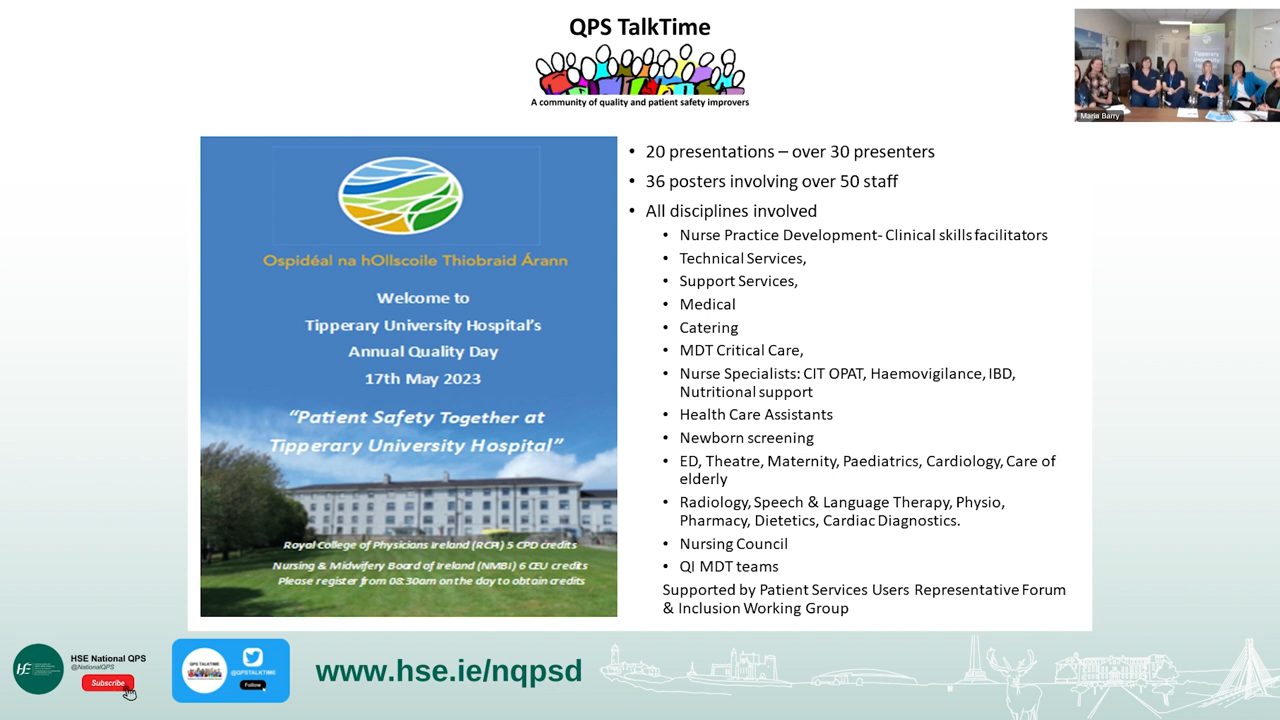 QPS TalkTime
A community of quality and patient safety improvers
Tipperary
University
Maria Barry
Ospidéal na hOllscoile Thiobraid Árann
Welcome to
Tipperary University Hospital's
Annual Quality Day
17th May 2023
“Patient Safety Together at
Tipperary University Hospital”
Royal College of Physicians Ireland (RCPI) 5 CPD credits
Nursing & Midwifery Board of Ireland (NMBI) 6 CEU credits
Please register from 08:30am on the day to obtain credits
• 20 presentations – over 30 presenters
• 36 posters involving over 50 staff
• All disciplines involved
• Nurse Practice Development- Clinical skills facilitators
• Technical Services,
• Support Services,
• Medical
• Catering
• MDT Critical Care,
• Nurse Specialists: CIT OPAT, Haemovigilance, IBD,
Nutritional support
• Health Care Assistants
• Newborn screening
• ED, Theatre, Maternity, Paediatrics, Cardiology, Care of
elderly
• Radiology, Speech & Language Therapy, Physio,
Pharmacy, Dietetics, Cardiac Diagnostics.
• Nursing Council
• QI MDT teams
Supported by Patient Services Users Representative Forum
& Inclusion Working Group
HSE National QPS
@NationalQPS
Subscribe
QPS TALKTIME
@QPSTALKTIME
Follow
www.hse.ie/nqpsd